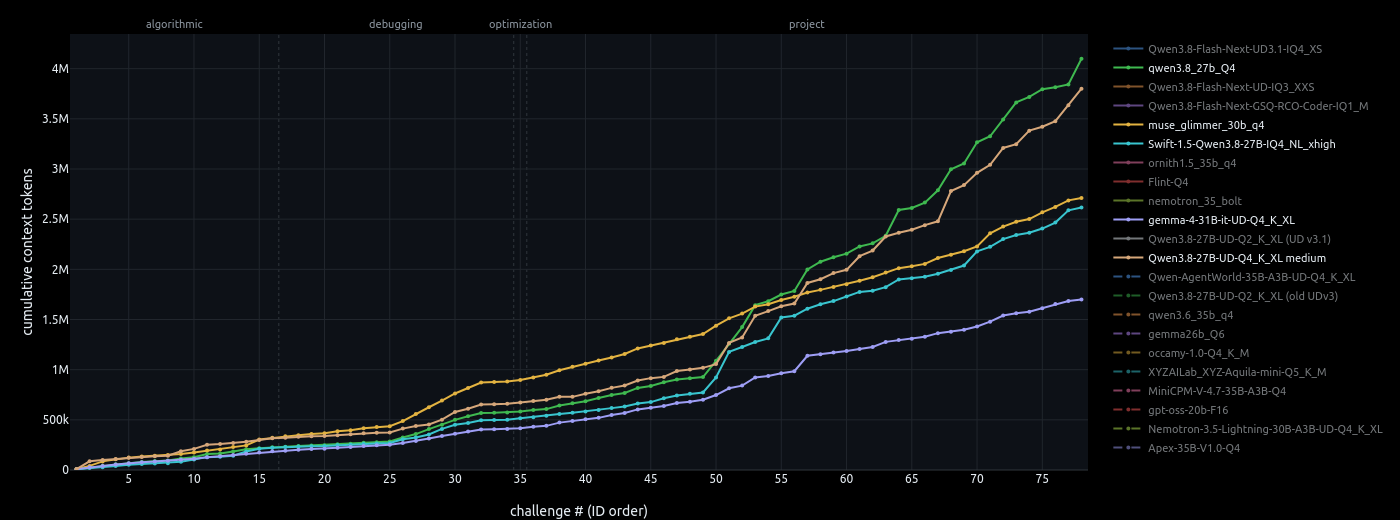 algorithmic debugging optimization project
4M
3.5M
3M
2.5M
2M
1.5M
1M
500k
0
cumulative context tokens
5 10 15 20 25 30 35 40 45 50 55 60 65 70 75
challenge # (ID order)
Qwen3.8-Flash-Next-UD3.1-IQ4_XS
qwen3.8_27b_Q4
Qwen3.8-Flash-Next-UD-IQ3_XXS
Qwen3.8-Flash-Next-GSQ-RCO-Coder-IQ1_M
muse_glimmer_30b_q4
Swift-1.5-Qwen3.8-27B-IQ4_NL_xhigh
ornith1.5_35b_q4
Flint-Q4
nemotron_35_bolt
gemma-4-31B-it-UD-Q4_K_XL
Qwen3.8-27B-UD-Q2_K_XL (UD v3.1)
Qwen3.8-27B-UD-Q4_K_XL medium
Qwen-AgentWorld-35B-A3B-UD-Q4_K_XL
Qwen3.8-27B-UD-Q2_K_XL (old UDv3)
qwen3.6_35b_q4
gemma26b_Q6
occamy-1.0-Q4_K_M
XYZAILab_XYZ-Aquila-mini-Q5_K_M
MiniCPM-V-4.7-35B-A3B-Q4
gpt-oss-20b-F16
Nemotron-3.5-Lightning-30B-A3B-UD-Q4_K_XL
Apex-35B-V1.0-Q4